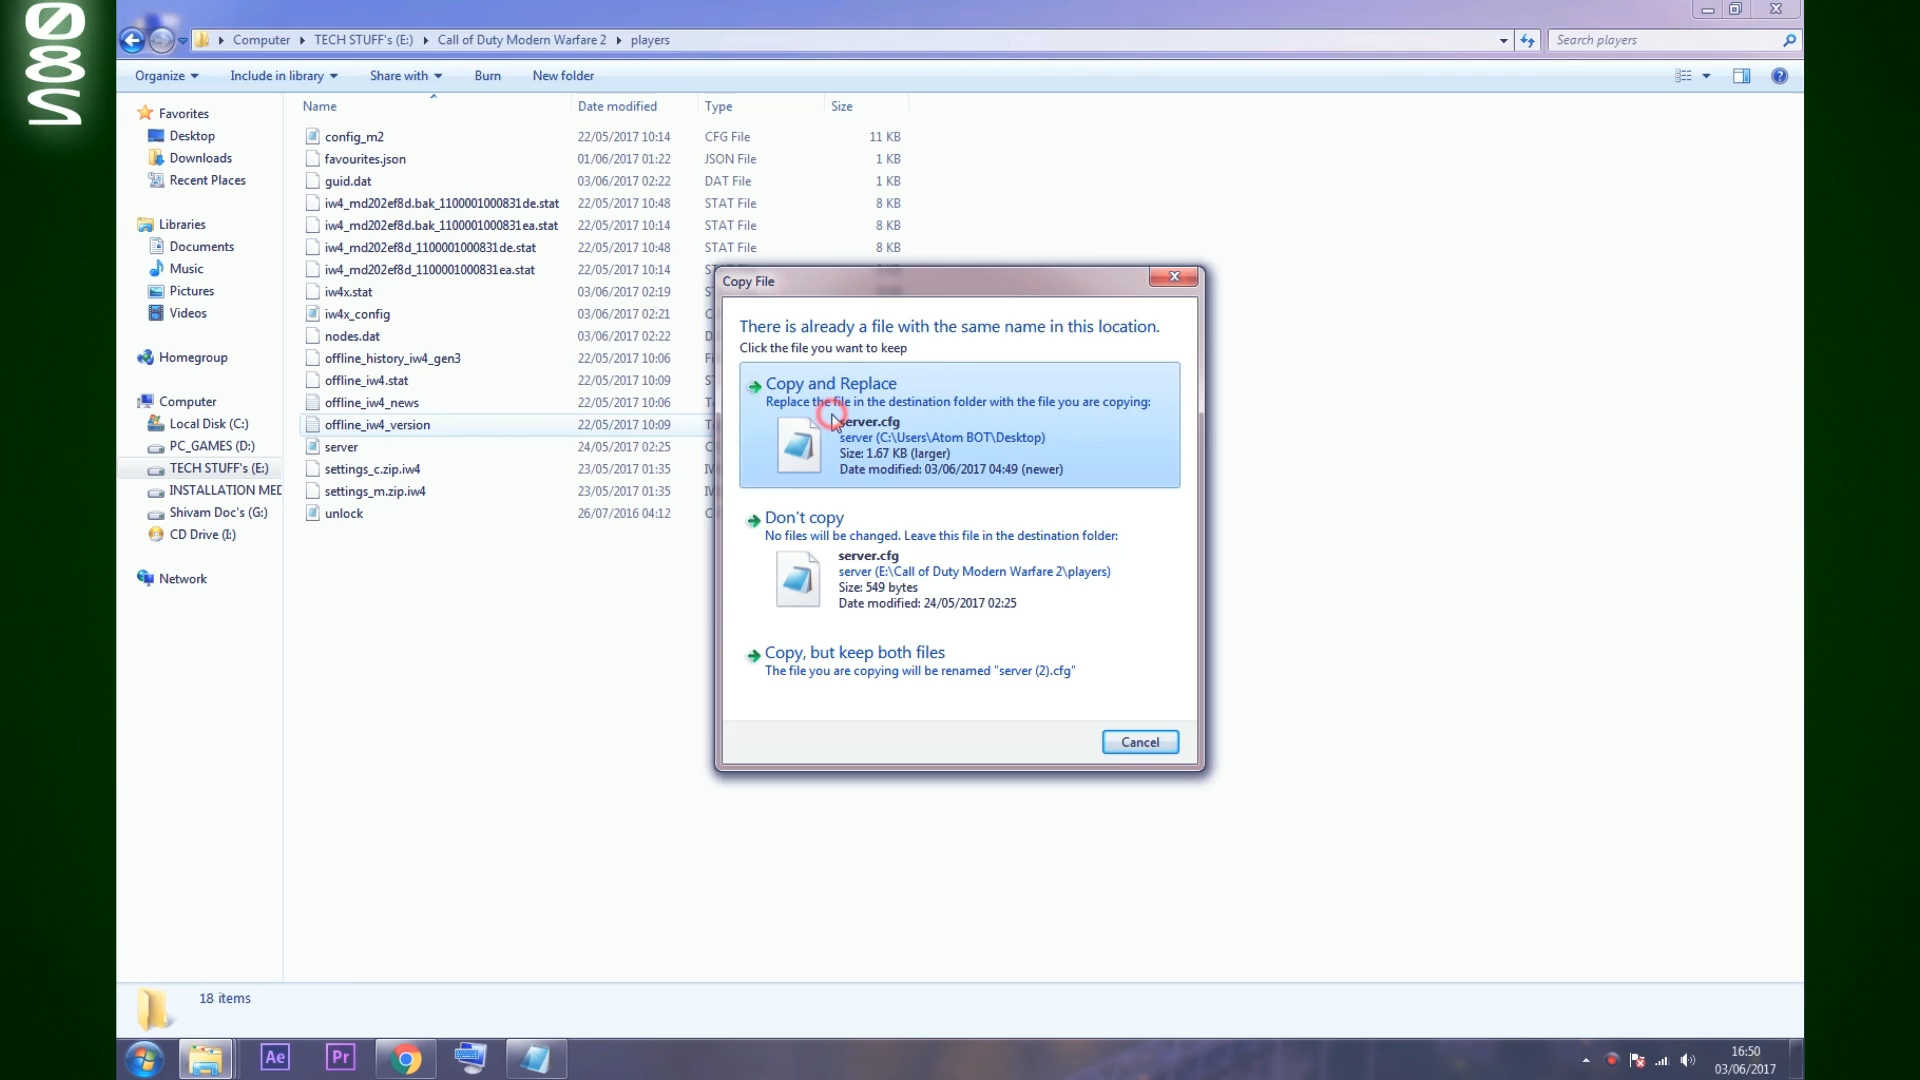 080S
Computer ▸ TECH STUFF's (E:) ▸ Call of Duty Modern Warfare 2 ▸ players
Search players
Organize
Include in library
Share with
Burn
New folder
Name Date modified Type Size
Favorites
Desktop
Downloads
Recent Places
Libraries
Documents
Music
Pictures
Videos
Homegroup
Computer
Local Disk (C:)
PC_GAMES (D:)
TECH STUFF's (E:)
INSTALLATION MED
Shivam Doc's (G:)
CD Drive (I:)
Network
config_m2 22/05/2017 10:14 CFG File 11 KB
favourites.json 01/06/2017 01:22 JSON File 1 KB
guid.dat 03/06/2017 02:22 DAT File 1 KB
iw4_md202ef8d.bak_1100001000831de.stat 22/05/2017 10:48 STAT File 8 KB
iw4_md202ef8d.bak_1100001000831ea.stat 22/05/2017 10:14 STAT File 8 KB
iw4_md202ef8d_1100001000831de.stat 22/05/2017 10:48 STAT File 8 KB
iw4_md202ef8d_1100001000831ea.stat 22/05/2017 10:14
iw4x.stat 03/06/2017 02:19
iw4x_config 03/06/2017 02:21
nodes.dat 03/06/2017 02:22
offline_history_iw4_gen3 22/05/2017 10:06
offline_iw4.stat 22/05/2017 10:09
offline_iw4_news 22/05/2017 10:06
offline_iw4_version 22/05/2017 10:09
server 24/05/2017 02:25
settings_c.zip.iw4 23/05/2017 01:35
settings_m.zip.iw4 23/05/2017 01:35
unlock 26/07/2016 04:12
Copy File
There is already a file with the same name in this location.
Click the file you want to keep
Copy and Replace
Replace the file in the destination folder with the file you are copying:
server.cfg
server (C:\Users\Atom BOT\Desktop)
Size: 1.67 KB (larger)
Date modified: 03/06/2017 04:49 (newer)
Don't copy
No files will be changed. Leave this file in the destination folder:
server.cfg
server (E:\Call of Duty Modern Warfare 2\players)
Size: 549 bytes
Date modified: 24/05/2017 02:25
Copy, but keep both files
The file you are copying will be renamed "server (2).cfg"
Cancel
18 items
Ae
Pr
16:50
03/06/2017